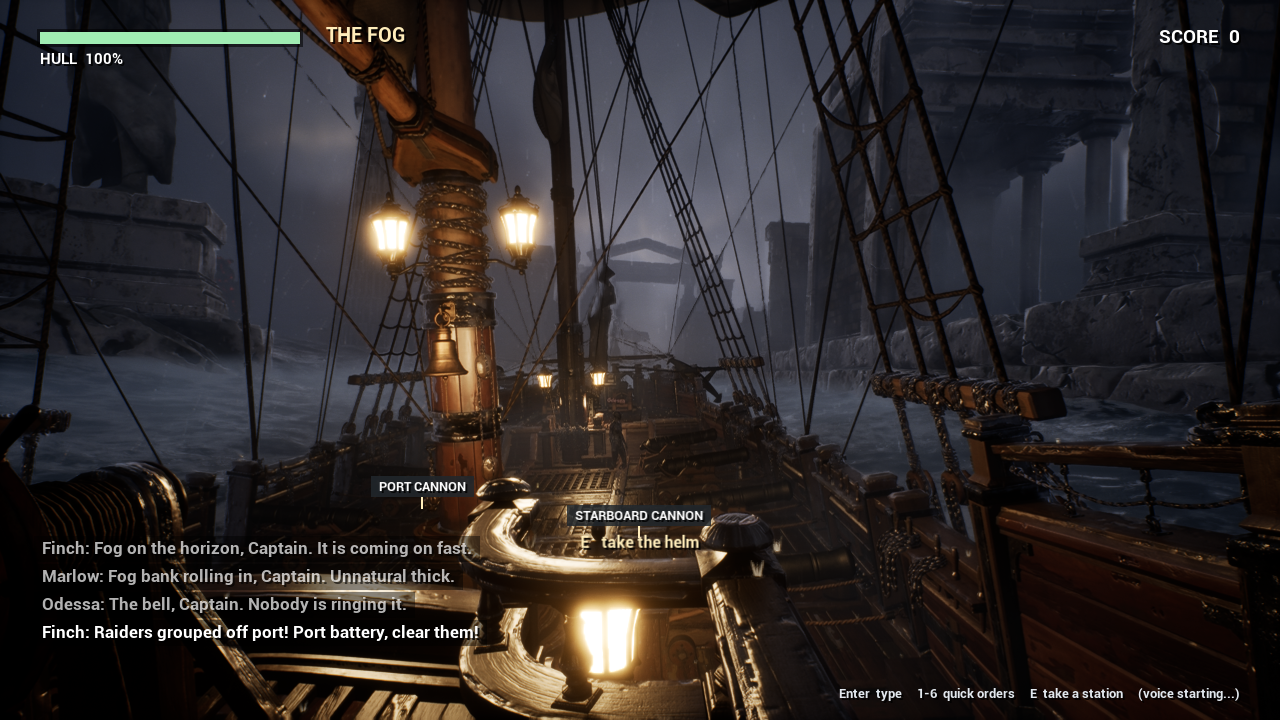 THE FOG
SCORE 0
HULL 100%
PORT CANNON
STARBOARD CANNON
E take the helm
Finch: Fog on the horizon, Captain. It is coming on fast.
Marlow: Fog bank rolling in, Captain. Unnatural thick.
Odessa: The bell, Captain. Nobody is ringing it.
Finch: Raiders grouped off port! Port battery, clear them!
Enter type 1-6 quick orders E take a station (voice starting...)